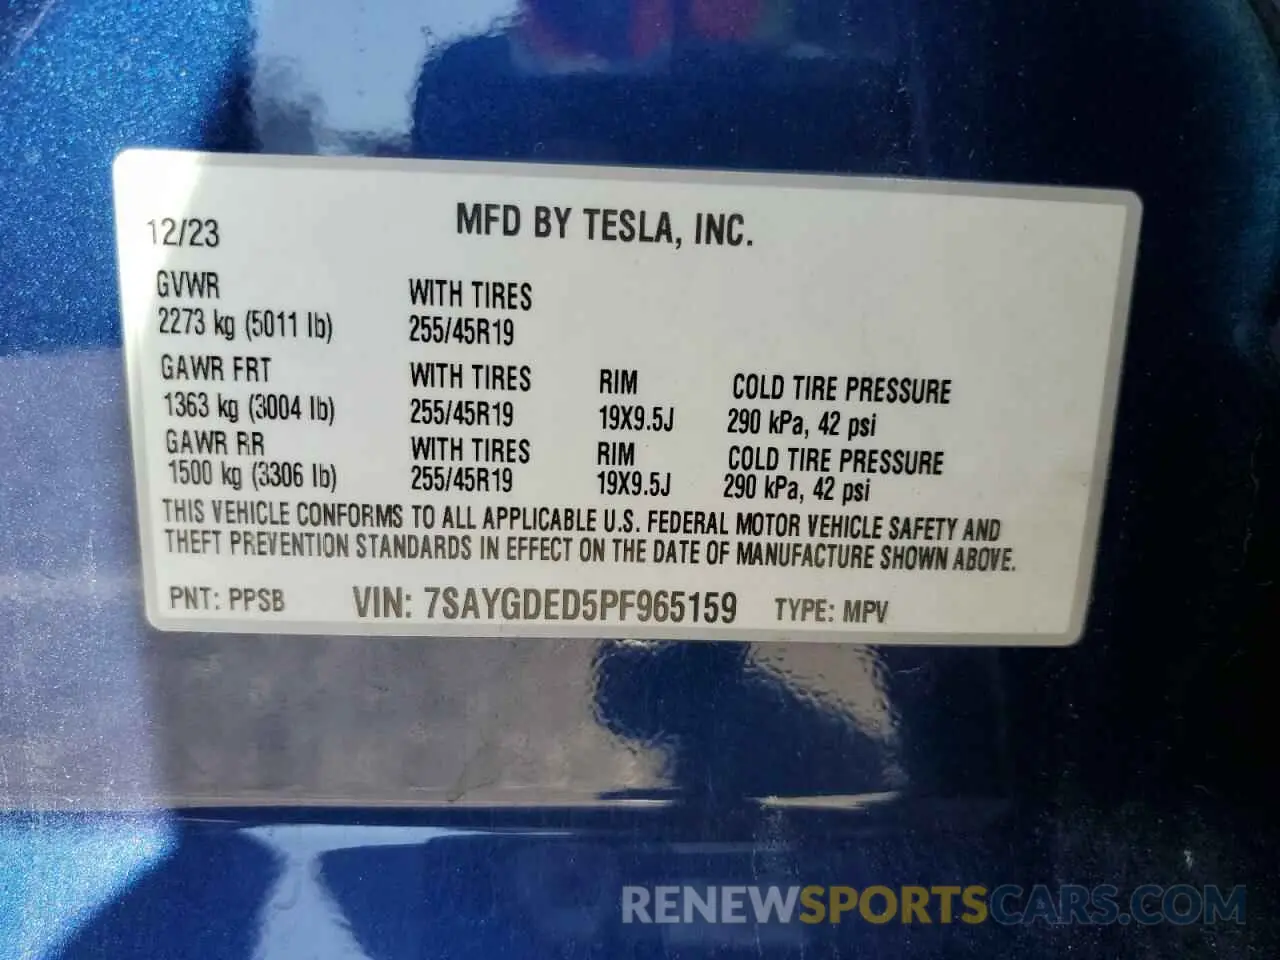 12/23 MFD BY TESLA, INC.
GVWR WITH TIRES
2273 kg (5011 lb) 255/45R19
GAWR FRT WITH TIRES RIM COLD TIRE PRESSURE
1363 kg (3004 lb) 255/45R19 19X9.5J 290 kPa, 42 psi
GAWR RR WITH TIRES RIM COLD TIRE PRESSURE
1500 kg (3306 lb) 255/45R19 19X9.5J 290 kPa, 42 psi
THIS VEHICLE CONFORMS TO ALL APPLICABLE U.S. FEDERAL MOTOR VEHICLE SAFETY AND
THEFT PREVENTION STANDARDS IN EFFECT ON THE DATE OF MANUFACTURE SHOWN ABOVE.
PNT: PPSB VIN: 7SAYGDED5PF965159 TYPE: MPV
RENEWSPORTSCARS.COM